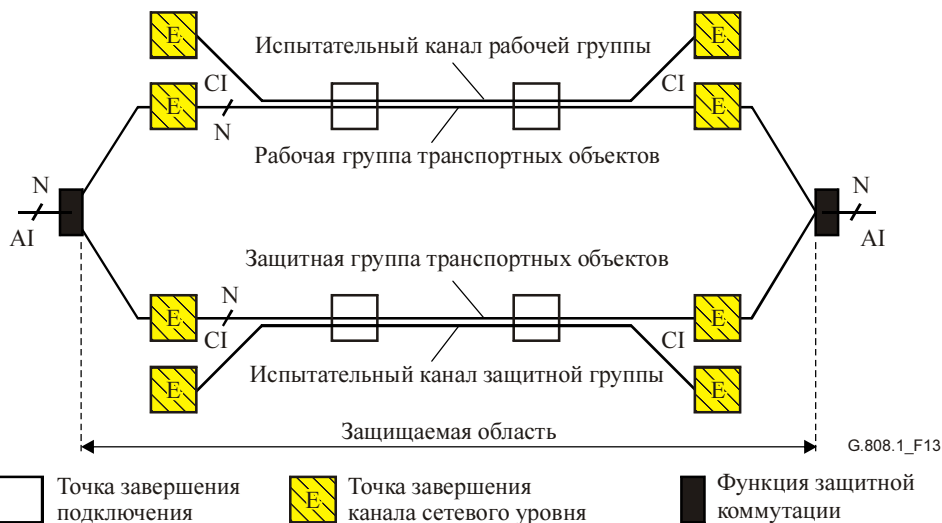 E
E
Испытательный канал рабочей группы
CI
CI
E
E
N
Рабочая группа транспортных объектов
N
N
AI
AI
Защитная группа транспортных объектов
N
E
E
CI
CI
Испытательный канал защитной группы
E
E
Защищаемая область
G.808.1_F13
Точка завершения
подключения
E
Точка завершения
канала сетевого уровня
Функция защитной
коммутации